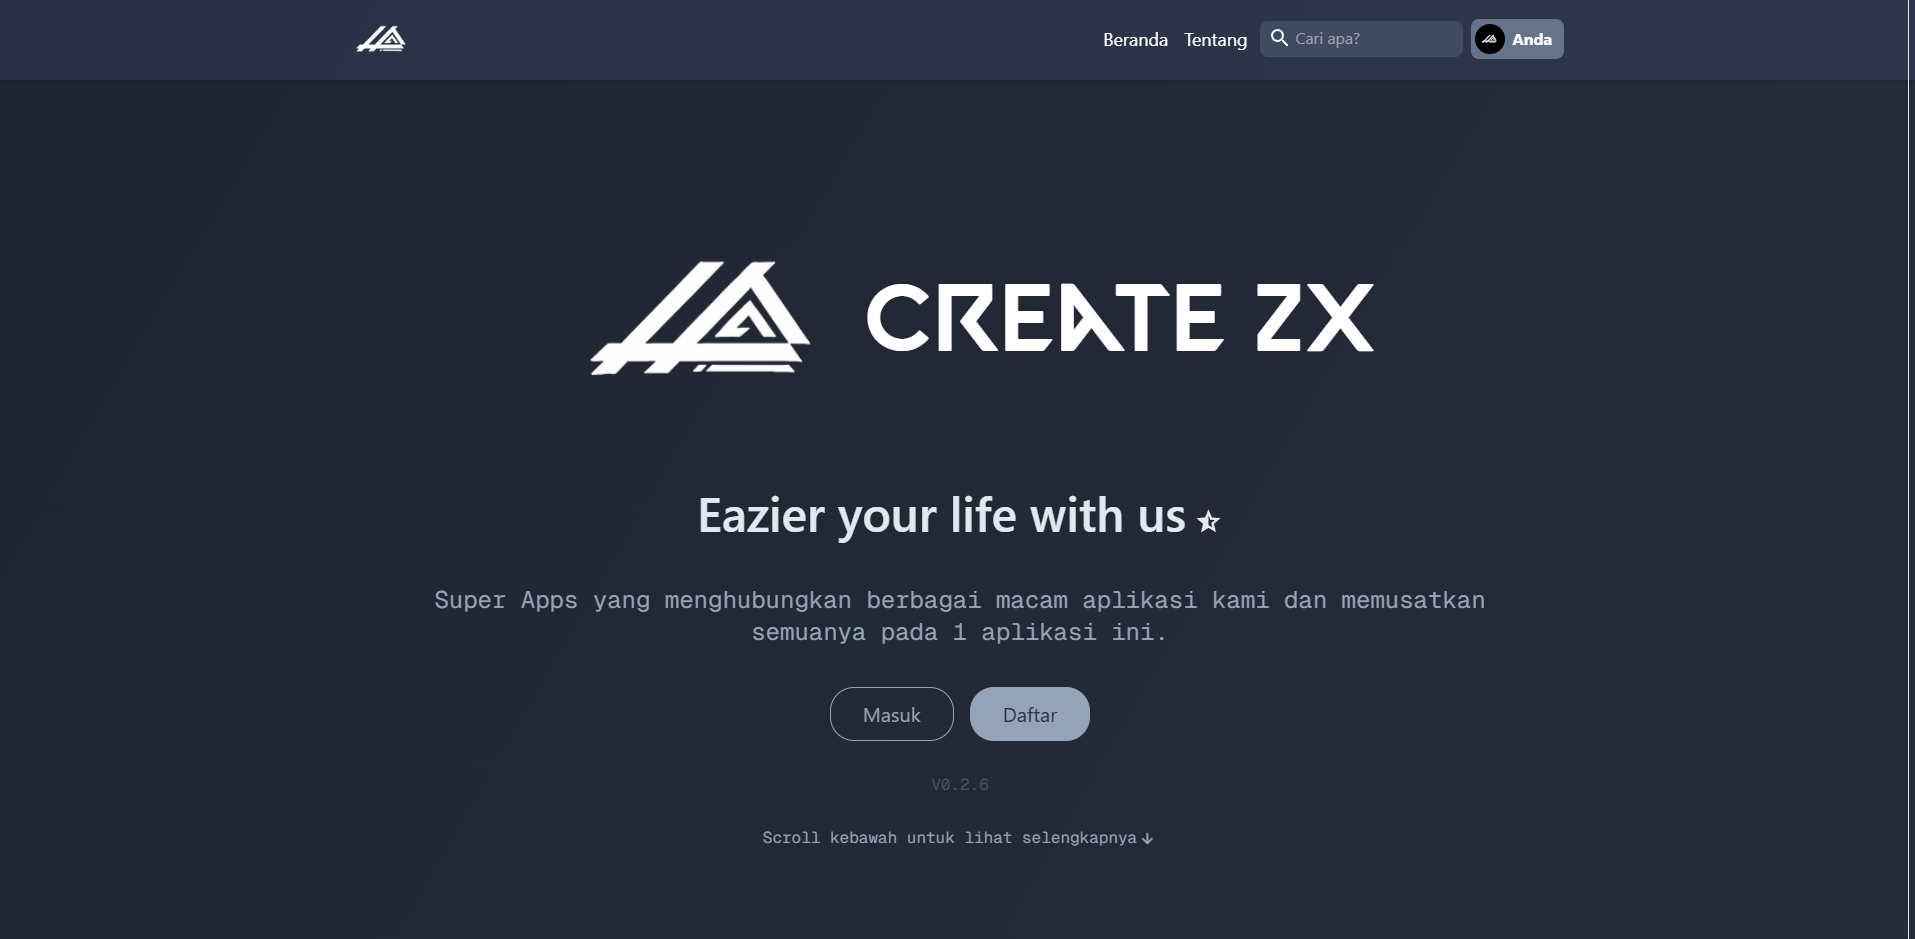 Beranda
Tentang
Cari apa?
Anda
CREATE ZX
Eazier your life with us
Super Apps yang menghubungkan berbagai macam aplikasi kami dan memusatkan
semuanya pada 1 aplikasi ini.
Masuk
Daftar
V0.2.6
Scroll kebawah untuk lihat selengkapnya